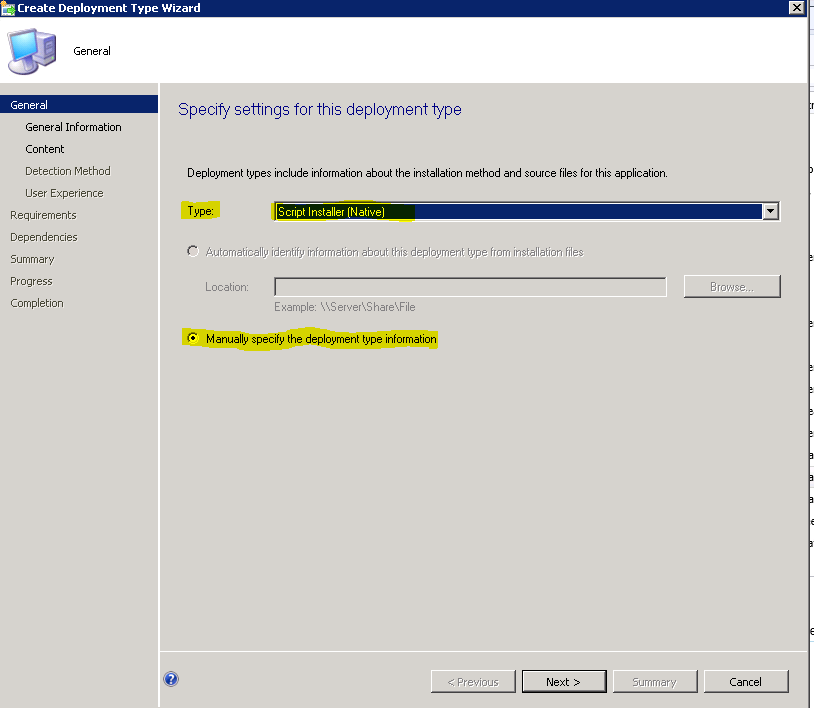 Create Deployment Type Wizard
General
General
General Information
Content
Detection Method
User Experience
Requirements
Dependencies
Summary
Progress
Completion
Specify settings for this deployment type
Deployment types include information about the installation method and source files for this application.
Type: Script Installer (Native)
Automatically identify information about this deployment type from installation files
Location: Browse...
Example: \\Server\Share\File
Manually specify the deployment type information
< Previous Next > Summary Cancel